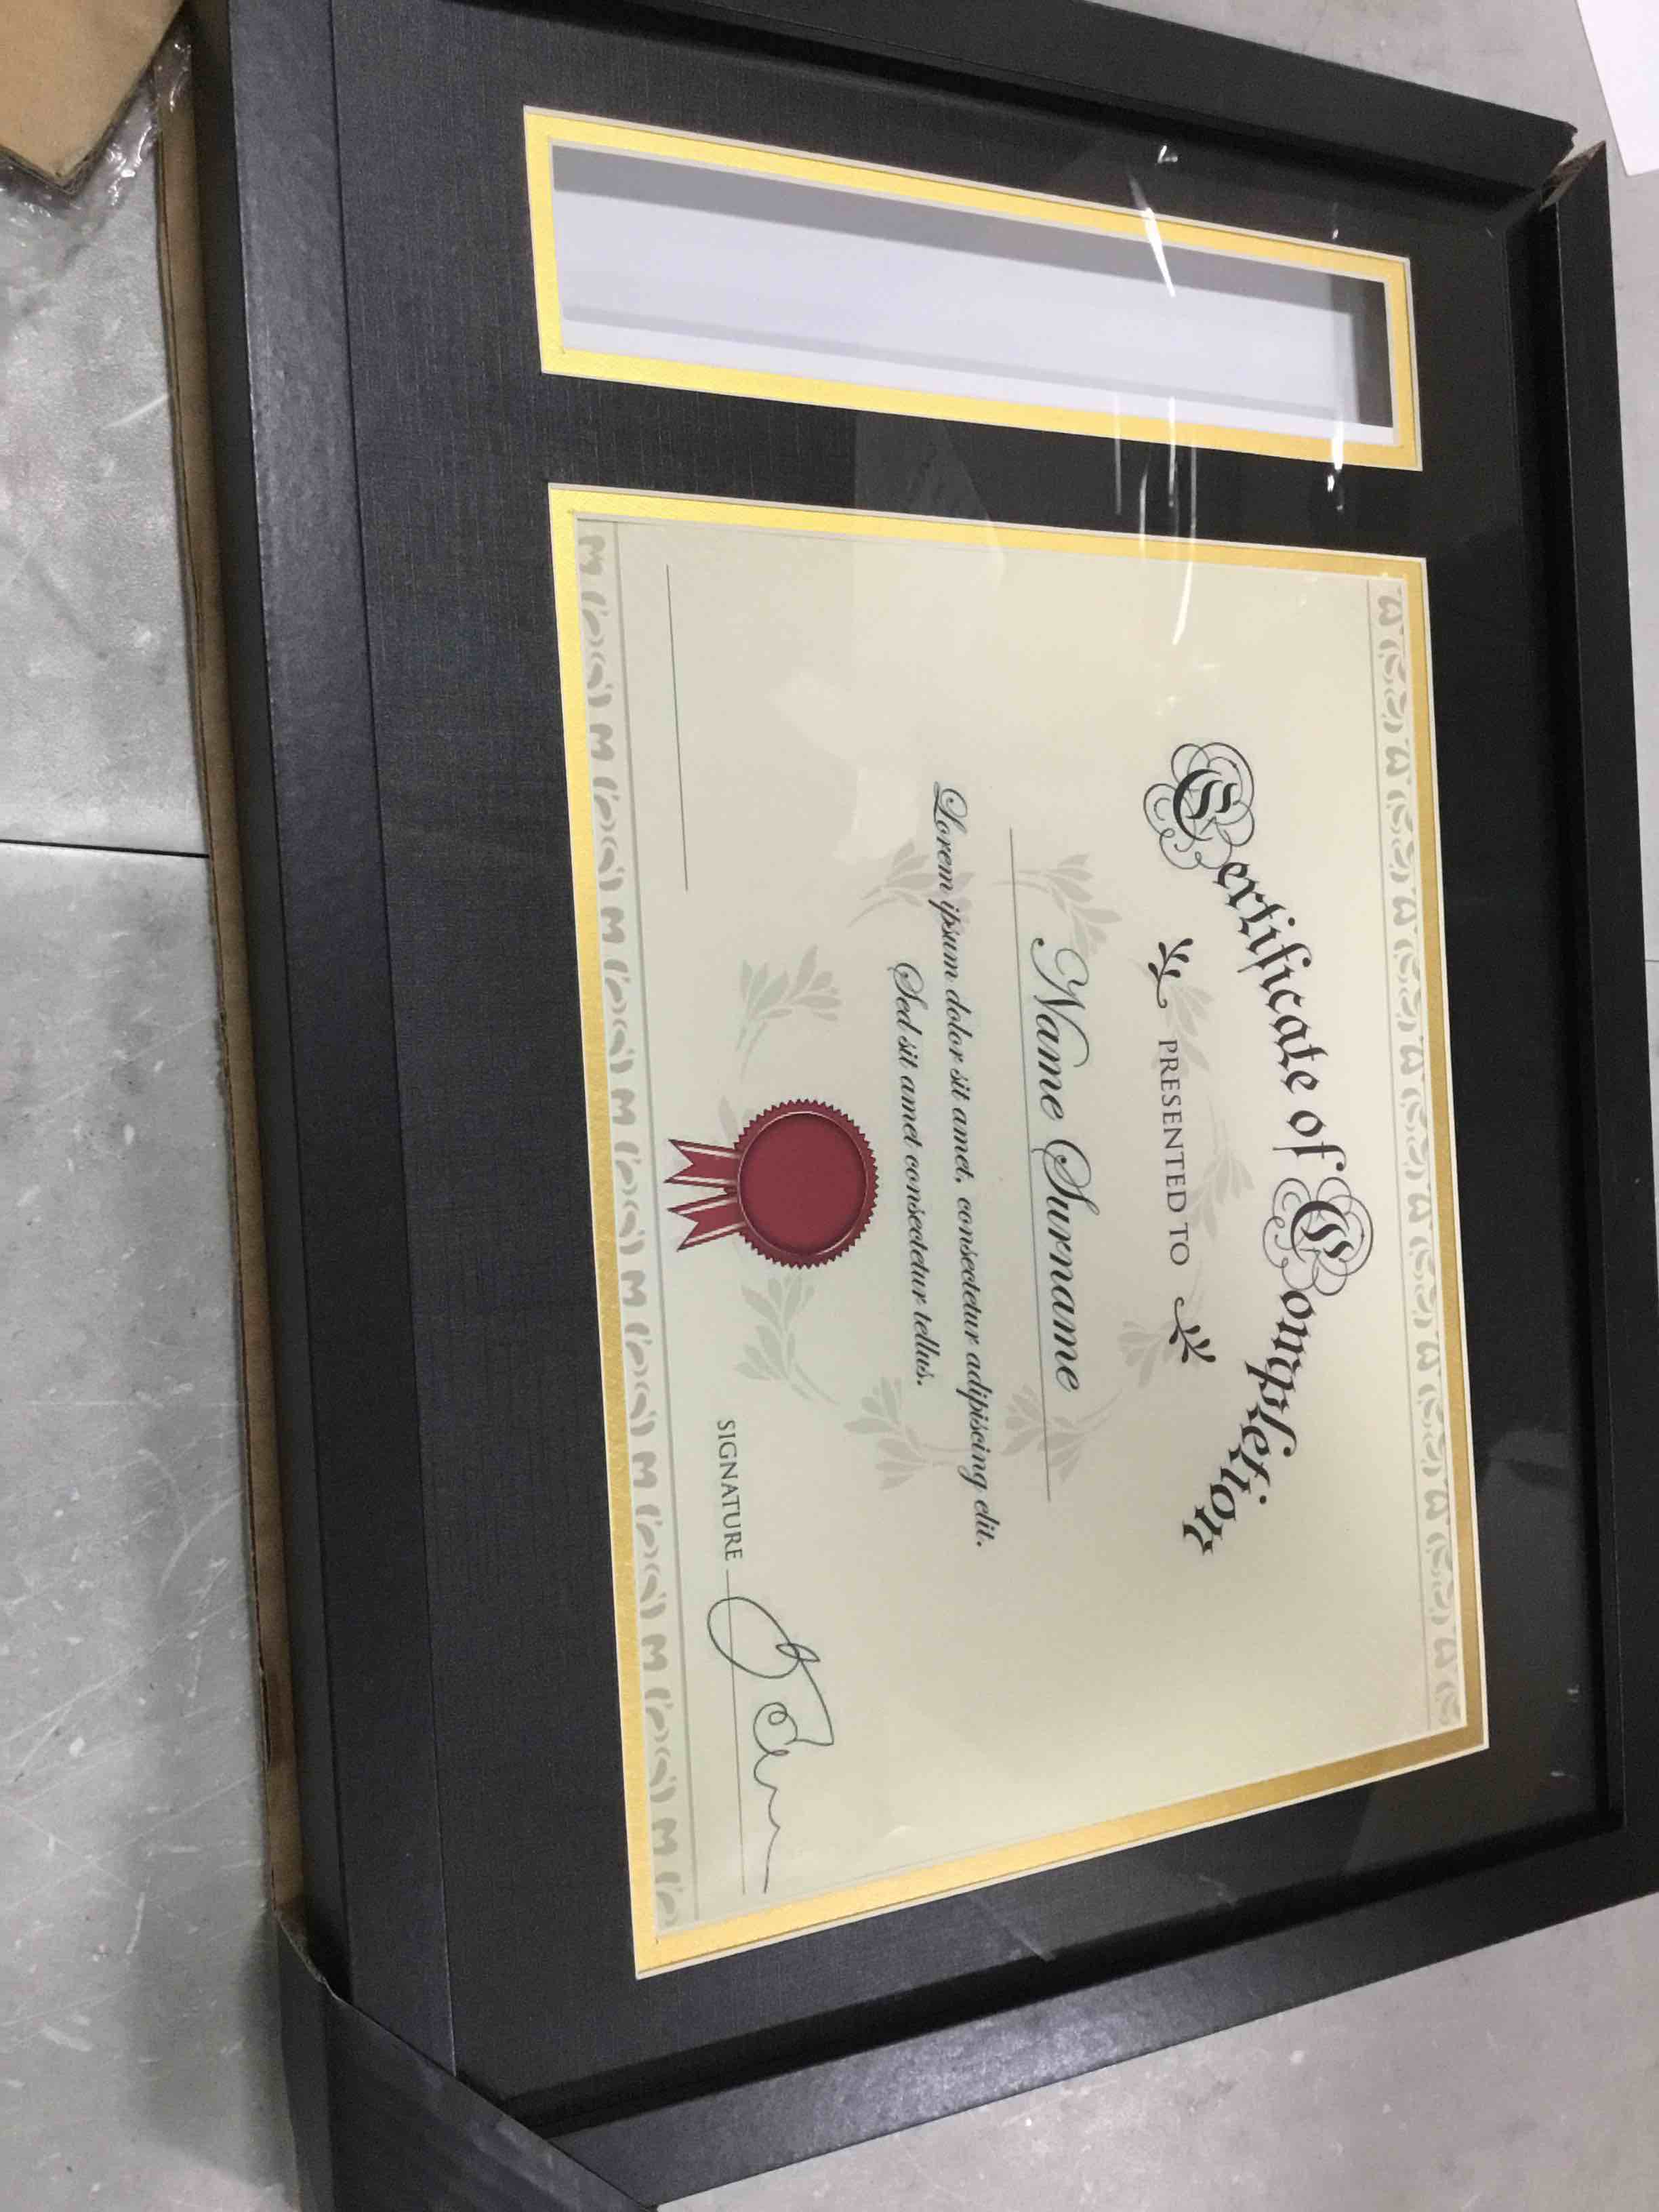 Certificate of Completion
PRESENTED TO
Name Surname
Lorem ipsum dolor sit amet, consectetur adipiscing elit.
Sed sit amet consectetur tellus.
SIGNATURE